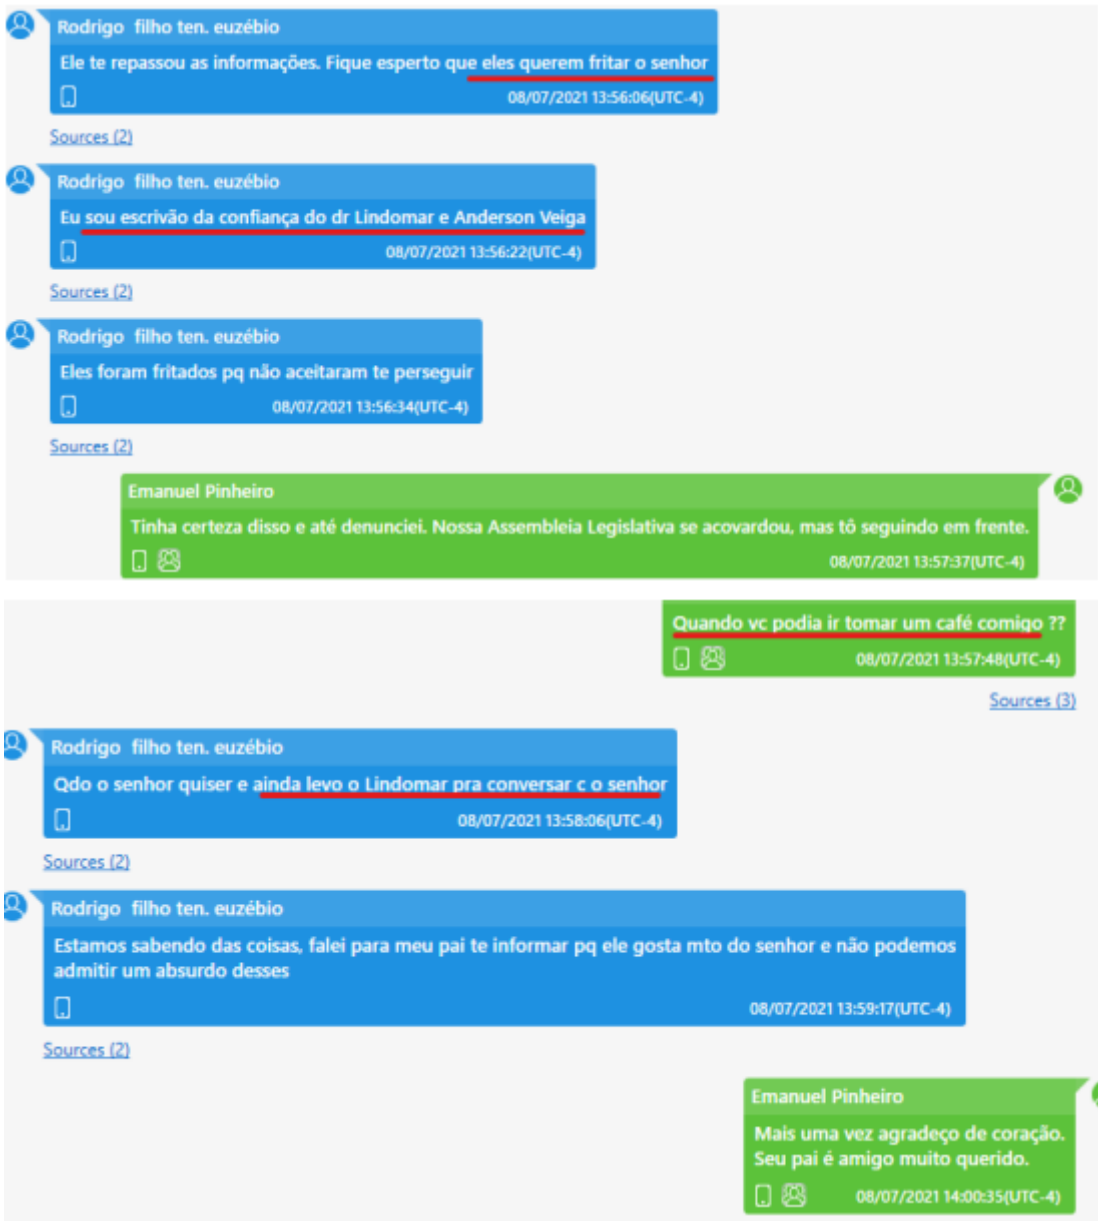 Rodrigo filho ten. euzébio
Ele te repassou as informações. Fique esperto que eles querem fritar o senhor
08/07/2021 13:56:06(UTC-4)
Sources (2)
Rodrigo filho ten. euzébio
Eu sou escrivão da confiança do dr Lindomar e Anderson Veiga
08/07/2021 13:56:22(UTC-4)
Sources (2)
Rodrigo filho ten. euzébio
Eles foram fritados pq não aceitaram te perseguir
08/07/2021 13:56:34(UTC-4)
Sources (2)
Emanuel Pinheiro
Tinha certeza disso e até denunciei. Nossa Assembleia Legislativa se acovardou, mas tô seguindo em frente.
08/07/2021 13:57:37(UTC-4)
Quando vc podia ir tomar um café comigo ??
08/07/2021 13:57:48(UTC-4)
Sources (3)
Rodrigo filho ten. euzébio
Qdo o senhor quiser e ainda levo o Lindomar pra conversar c o senhor
08/07/2021 13:58:06(UTC-4)
Sources (2)
Rodrigo filho ten. euzébio
Estamos sabendo das coisas, falei para meu pai te informar pq ele gosta mto do senhor e não podemos
admitir um absurdo desses
08/07/2021 13:59:17(UTC-4)
Sources (2)
Emanuel Pinheiro
Mais uma vez agradeço de coração.
Seu pai é amigo muito querido.
08/07/2021 14:00:35(UTC-4)